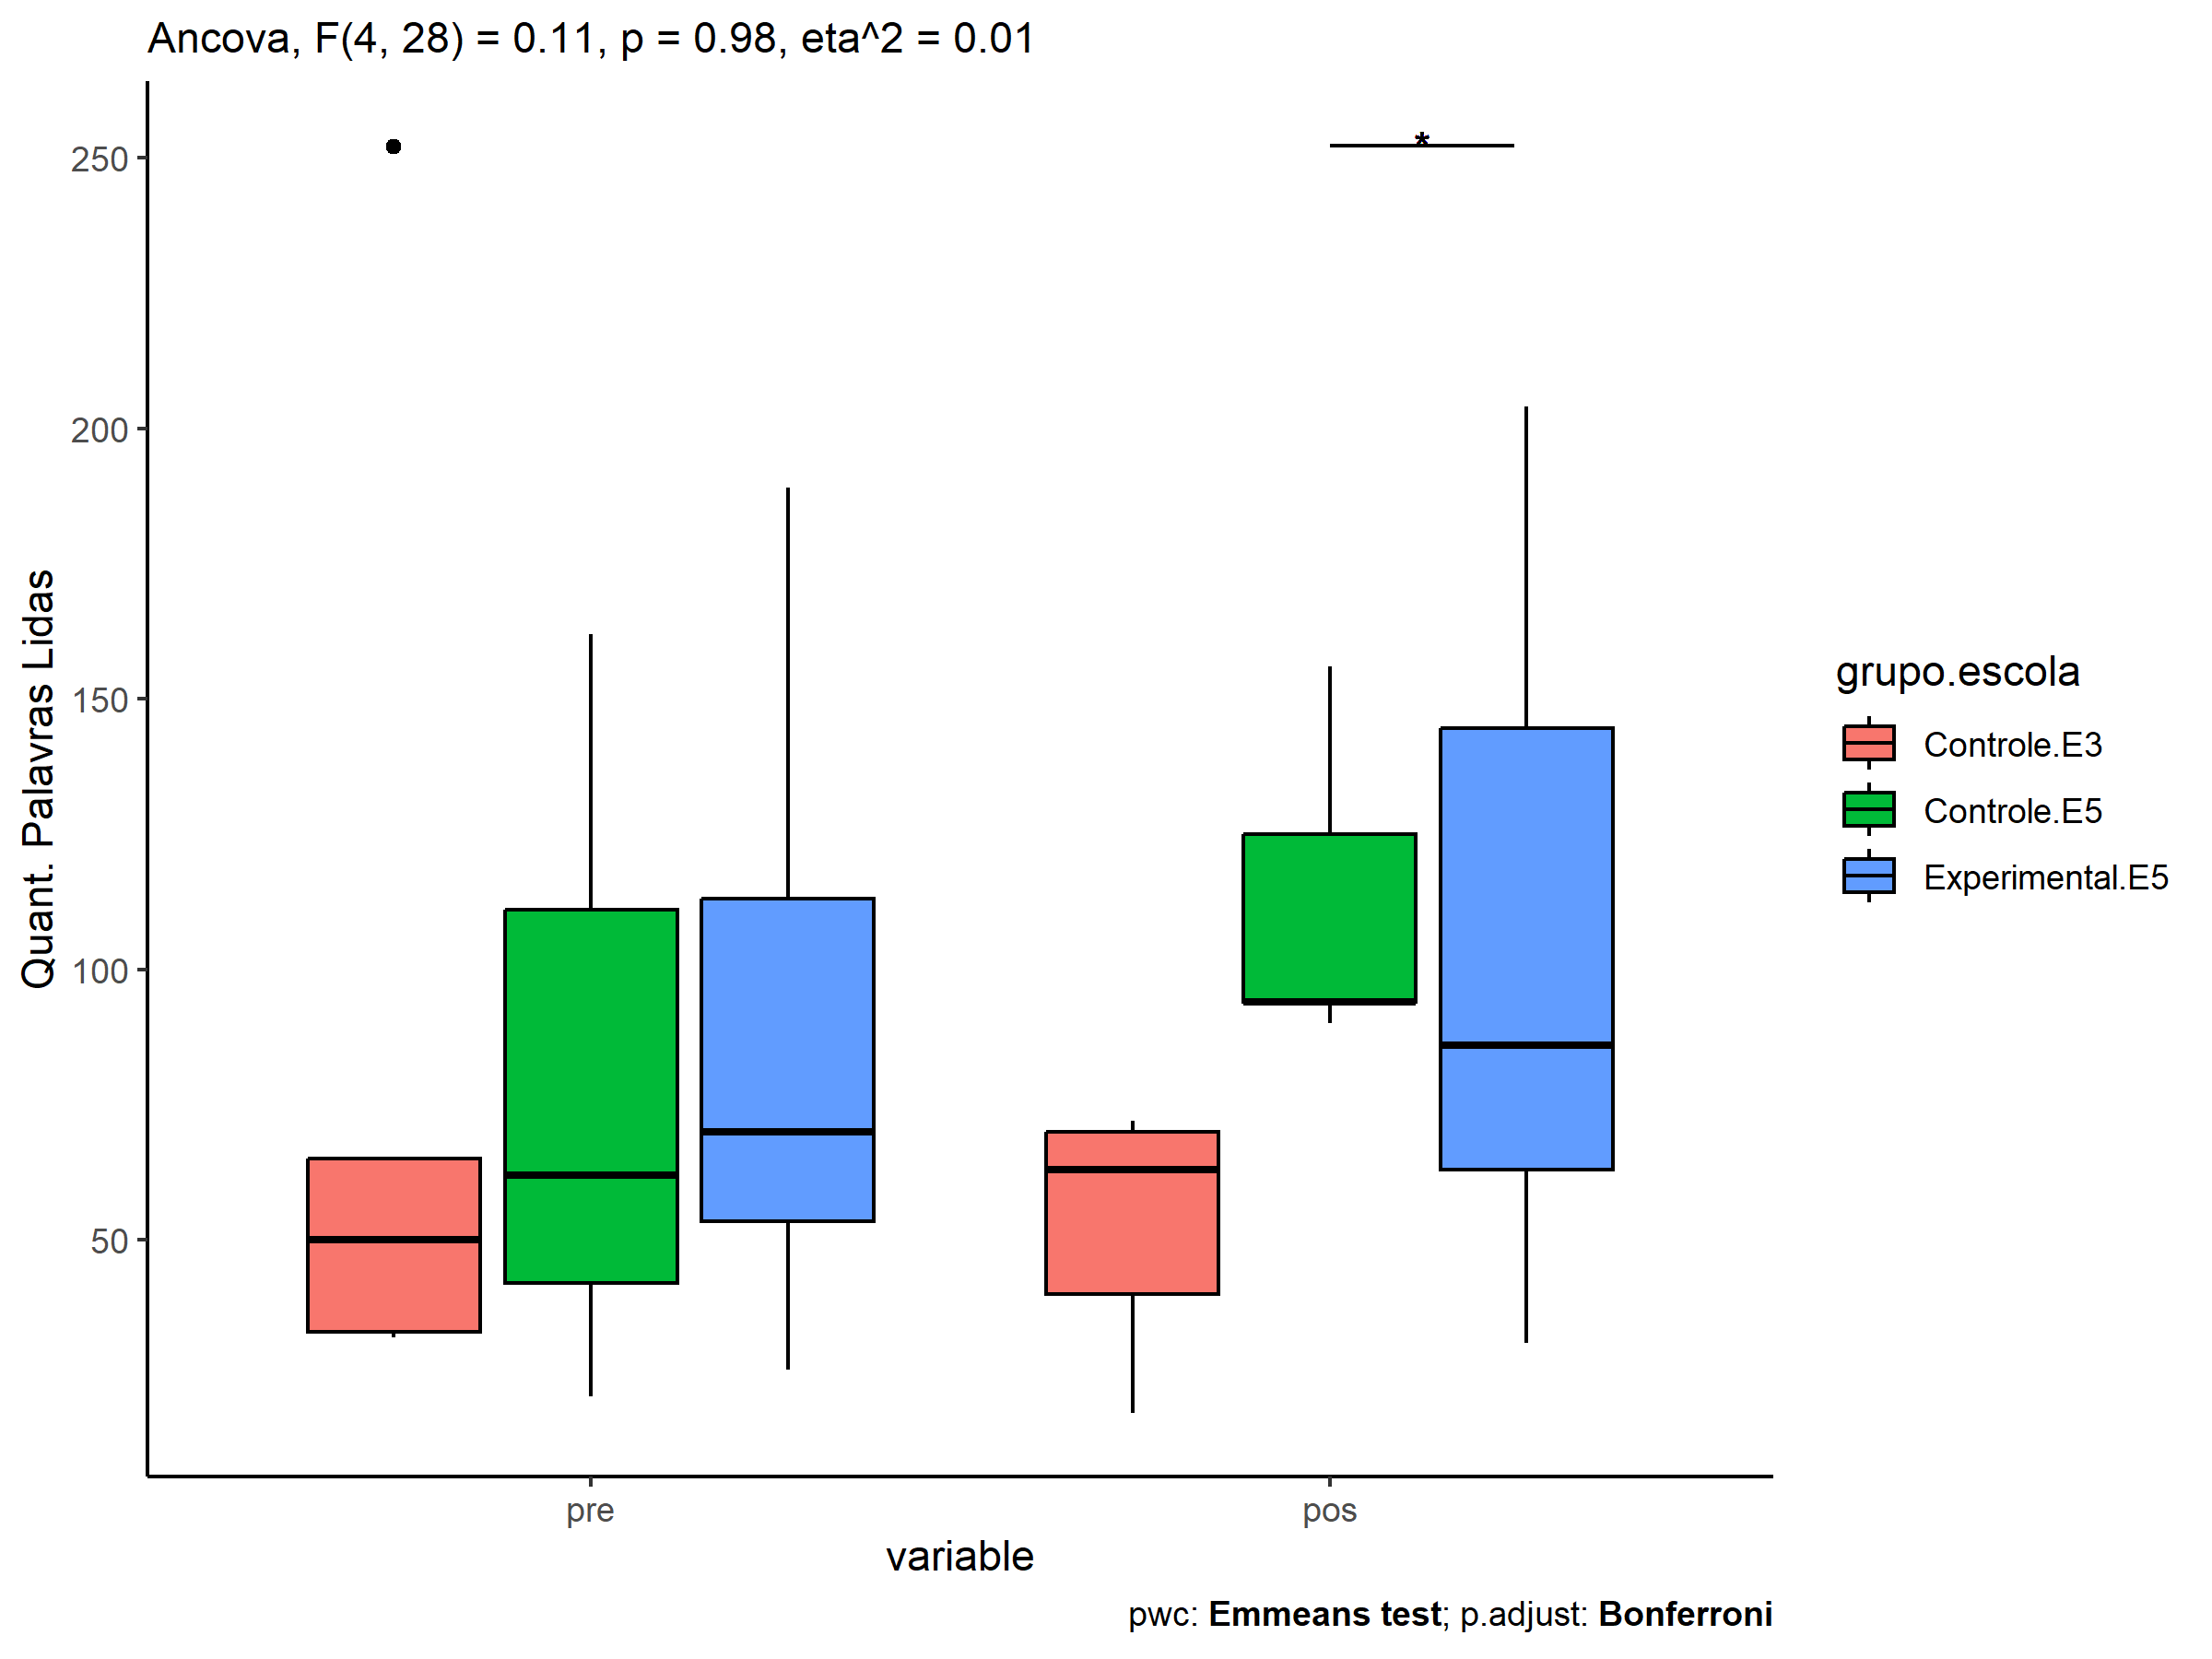 Ancova, F(4, 28) = 0.11, p = 0.98, eta^2 = 0.01
250
*
200
150
100
50
Quant. Palavras Lidas
grupo.escola
Controle.E3
Controle.E5
Experimental.E5
pre
pos
variable
pwc: Emmeans test; p.adjust: Bonferroni